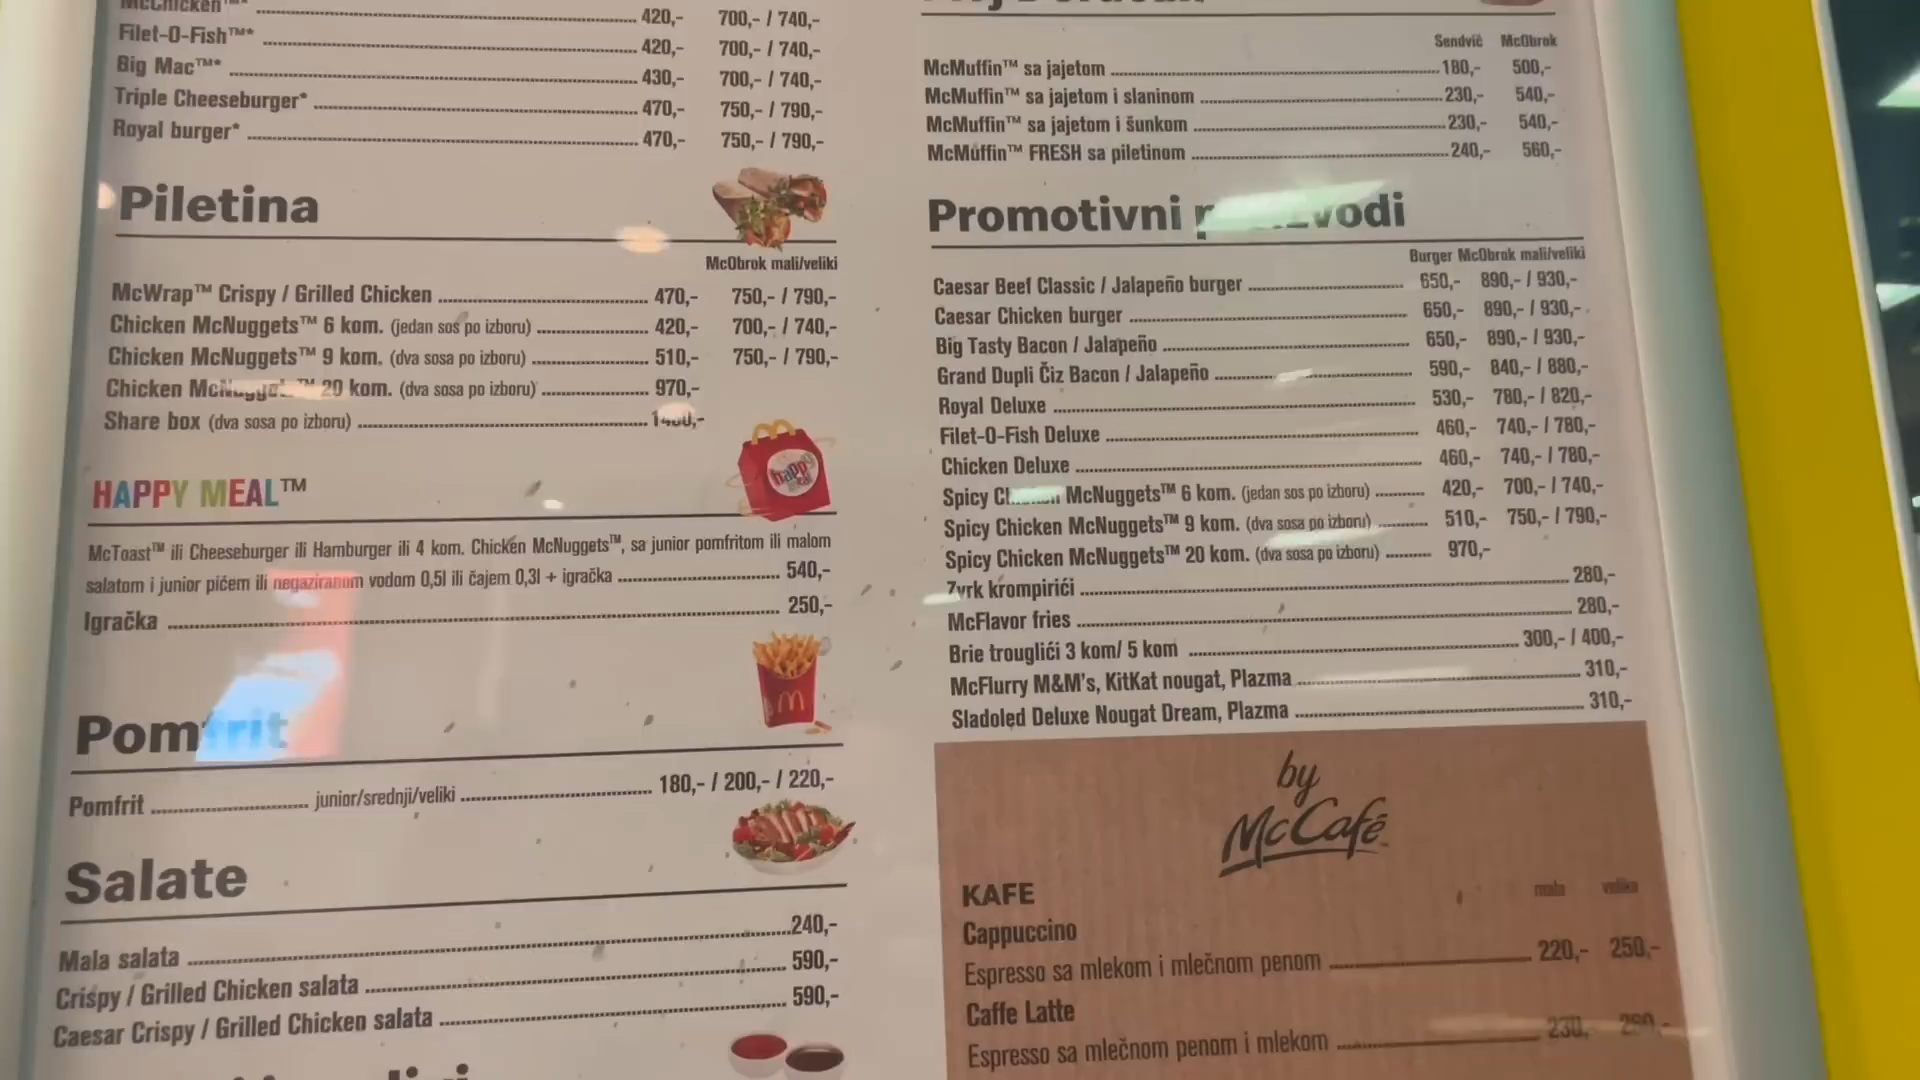 McChicken™* 420,- 700,- / 740,-
Filet-O-Fish™* 420,- 700,- / 740,-
Big Mac™* 430,- 700,- / 740,-
Triple Cheeseburger* 470,- 750,- / 790,-
Royal burger* 470,- 750,- / 790,-
Piletina
McObrok mali/veliki
McWrap™ Crispy / Grilled Chicken 470,- 750,- / 790,-
Chicken McNuggets™ 6 kom. (jedan sos po izboru) 420,- 700,- / 740,-
Chicken McNuggets™ 9 kom. (dva sosa po izboru) 510,- 750,- / 790,-
Chicken McNuggets™ 20 kom. (dva sosa po izboru) 970,-
Share box (dva sosa po izboru)
HAPPY MEAL™
McToast™ ili Cheeseburger ili Hamburger ili 4 kom. Chicken McNuggets™, sa junior pomfritom ili malom
salatom i junior pićem ili negaziranom vodom 0,5l ili čajem 0,3l + igračka 540,-
Igračka 250,-
Pomfrit
Pomfrit junior/srednji/veliki 180,- / 200,- / 220,-
Salate
Mala salata 240,-
Crispy / Grilled Chicken salata 590,-
Caesar Crispy / Grilled Chicken salata 590,-
Sendvič McObrok
McMuffin™ sa jajetom 180,- 500,-
McMuffin™ sa jajetom i slaninom 230,- 540,-
McMuffin™ sa jajetom i šunkom 230,- 540,-
McMuffin™ FRESH sa piletinom 240,- 560,-
Promotivni proizvodi
Burger McObrok mali/veliki
Caesar Beef Classic / Jalapeño burger 650,- 890,- / 930,-
Caesar Chicken burger 650,- 890,- / 930,-
Big Tasty Bacon / Jalapeño 650,- 890,- / 930,-
Grand Dupli Čiz Bacon / Jalapeño 590,- 840,- / 880,-
Royal Deluxe 530,- 780,- / 820,-
Filet-O-Fish Deluxe 460,- 740,- / 780,-
Chicken Deluxe 460,- 740,- / 780,-
Spicy Chicken McNuggets™ 6 kom. (jedan sos po izboru) 420,- 700,- / 740,-
Spicy Chicken McNuggets™ 9 kom. (dva sosa po izboru) 510,- 750,- / 790,-
Spicy Chicken McNuggets™ 20 kom. (dva sosa po izboru) 970,-
Zvrk krompirići 280,-
McFlavor fries 280,-
Brie trouglići 3 kom/ 5 kom 300,- / 400,-
McFlurry M&M's, KitKat nougat, Plazma 310,-
Sladoled Deluxe Nougat Dream, Plazma 310,-
by
McCafé
KAFE mala velika
Cappuccino
Espresso sa mlekom i mlečnom penom 220,- 250,-
Caffe Latte
Espresso sa mlečnom penom i mlekom 230,-